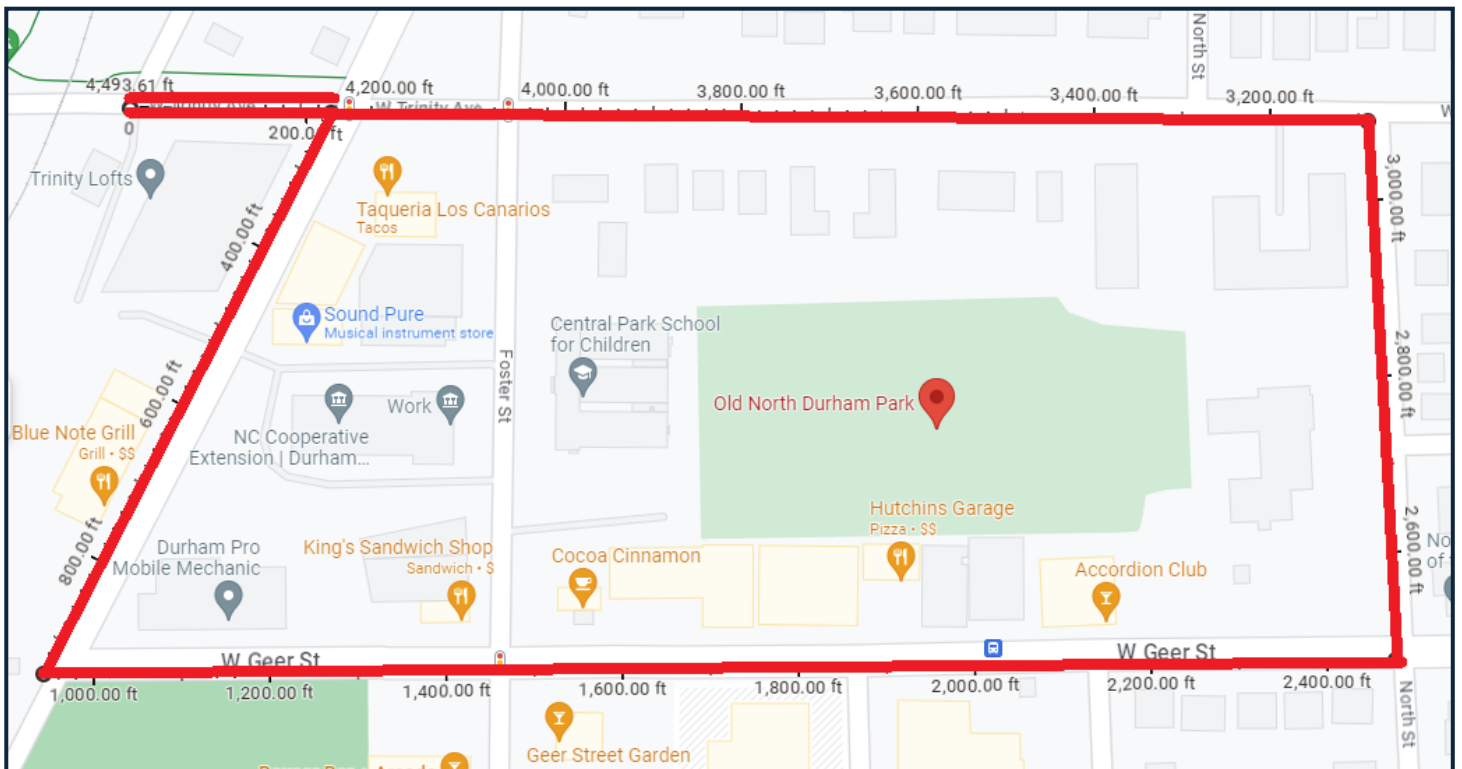 North St
4,493.61 ft
4,200.00 ft
4,000.00 ft
3,800.00 ft
3,600.00 ft
3,400.00 ft
3,200.00 ft
W Trinity Ave
W
0
200.00 ft
Trinity Lofts
3,000.00 ft
Taqueria Los Canarios
Tacos
400.00 ft
Sound Pure
Musical instrument store
Central Park School
for Children
Foster St
2,800.00 ft
600.00 ft
Work
Old North Durham Park
Blue Note Grill
Grill • $$
NC Cooperative
Extension | Durham...
Hutchins Garage
Pizza • $$
2,600.00 ft
No
of
800.00 ft
Durham Pro
Mobile Mechanic
King's Sandwich Shop
Sandwich • $
Cocoa Cinnamon
Accordion Club
W Geer St
W Geer St
1,000.00 ft
1,200.00 ft
1,400.00 ft
1,600.00 ft
1,800.00 ft
2,000.00 ft
2,200.00 ft
2,400.00 ft
North St
Geer Street Garden